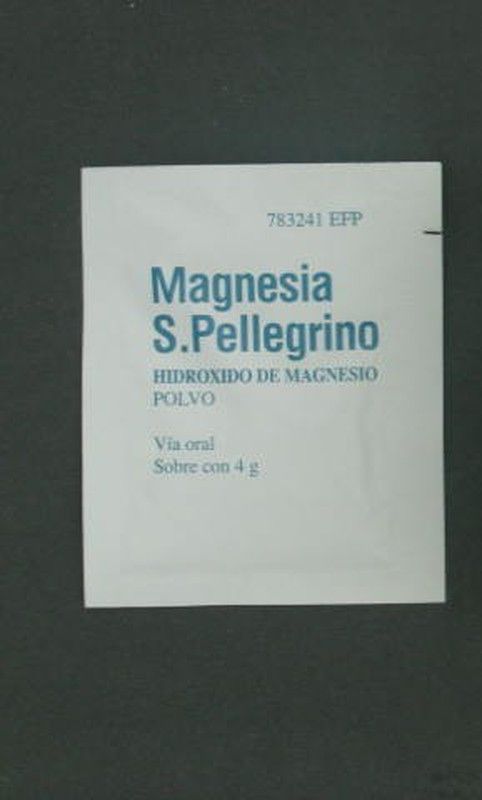 783241 EFP
Magnesia
S.Pellegrino
HIDROXIDO DE MAGNESIO
POLVO
Vía oral
Sobre con 4 g